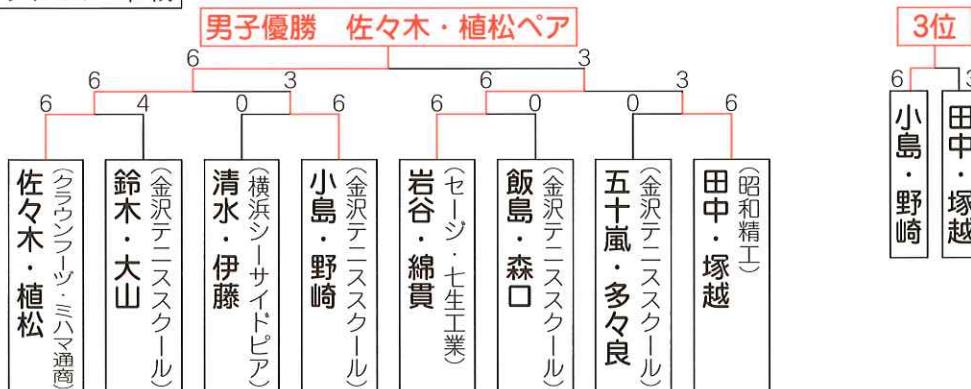 男子優勝 佐々木・植松ペア
3位
6 3
6 3 6 3
6 4 0 6 6 0 0 6
6 3
佐々木・植松
(クラウンフーヅ・ミハマ通商)
鈴木・大山
(金沢テニススクール)
清水・伊藤
(横浜シーサイドピア)
小島・野崎
(金沢テニススクール)
岩谷・綿貫
(セージ・七生工業)
飯島・森口
(金沢テニススクール)
五十嵐・多々良
(金沢テニススクール)
田中・塚越
(昭和精工)
小島・野崎
田中・塚越